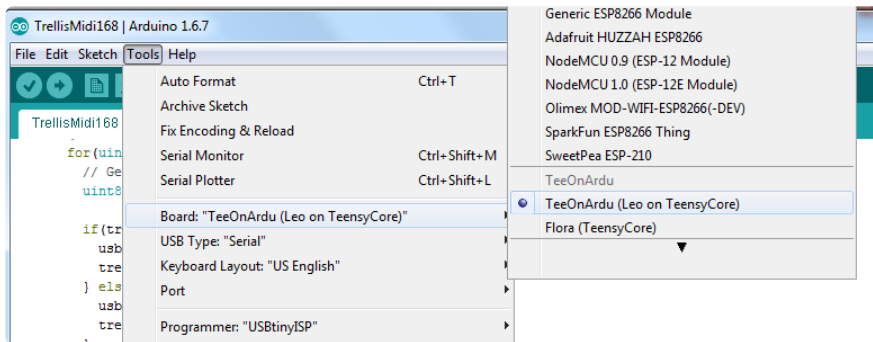 TrellisMidi168 | Arduino 1.6.7
File Edit Sketch Tools Help
TrellisMidi168
for(uin
// Ge
uint8
if(tr
usb
tre
} els
usb
tre
Auto Format Ctrl+T
Archive Sketch
Fix Encoding & Reload
Serial Monitor Ctrl+Shift+M
Serial Plotter Ctrl+Shift+L
Board: "TeeOnArdu (Leo on TeensyCore)"
USB Type: "Serial"
Keyboard Layout: "US English"
Port
Programmer: "USBtinyISP"
Generic ESP8266 Module
Adafruit HUZZAH ESP8266
NodeMCU 0.9 (ESP-12 Module)
NodeMCU 1.0 (ESP-12E Module)
Olimex MOD-WIFI-ESP8266(-DEV)
SparkFun ESP8266 Thing
SweetPea ESP-210
TeeOnArdu
TeeOnArdu (Leo on TeensyCore)
Flora (TeensyCore)